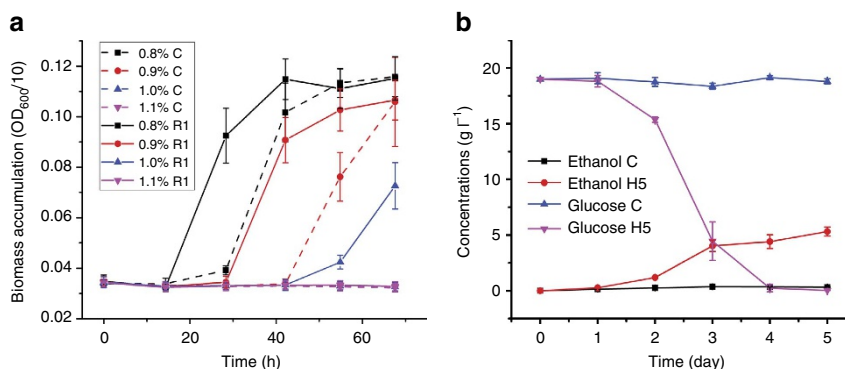 a
Biomass accumulation (OD600/10)
0.12
0.10
0.08
0.06
0.04
0.02
0.8% C
0.9% C
1.0% C
1.1% C
0.8% R1
0.9% R1
1.0% R1
1.1% R1
0 20 40 60
Time (h)
b
Concentrations (g l−1)
20
15
10
5
0
Ethanol C
Ethanol H5
Glucose C
Glucose H5
0 1 2 3 4 5
Time (day)